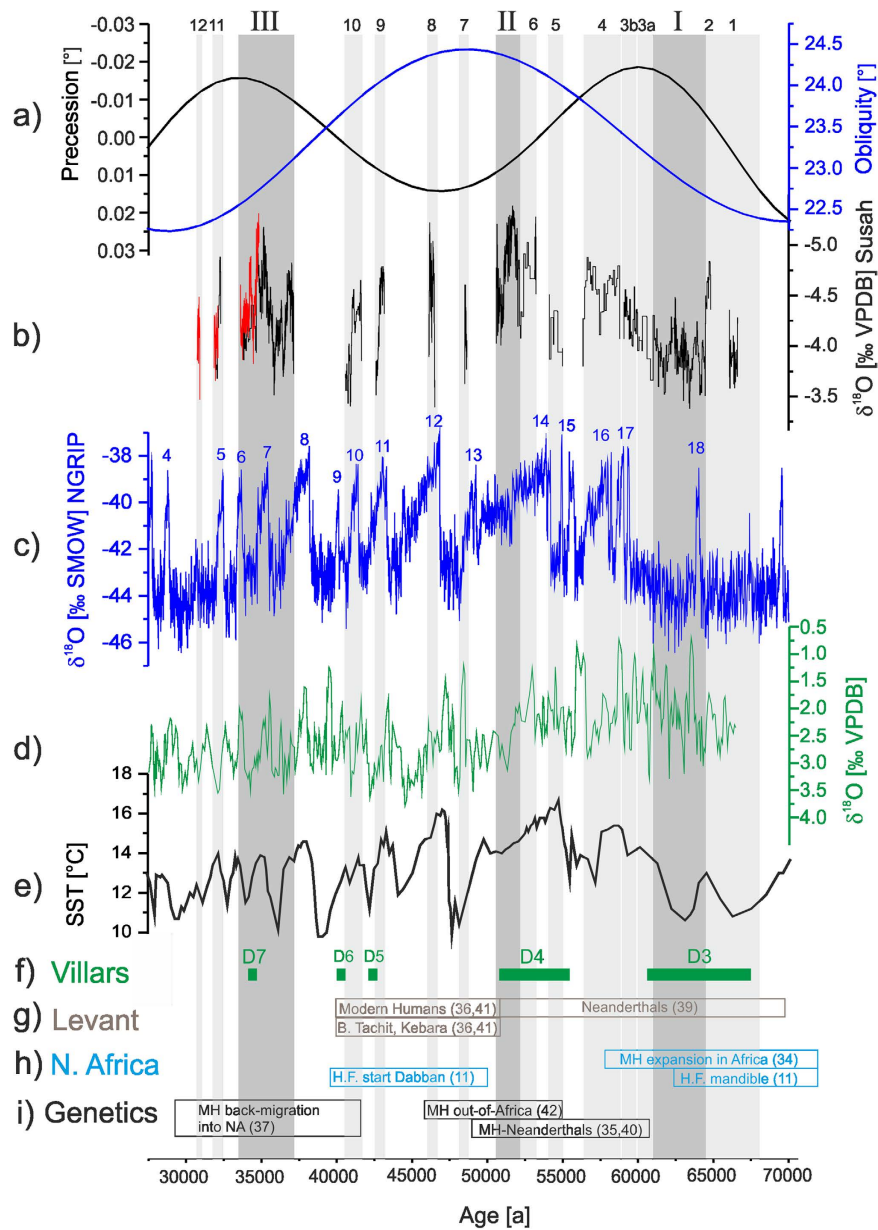 12 11 III 10 9 8 7 II 6 5 4 3b3a I 2 1
a)
Precession [°]
-0.03
-0.02
-0.01
0.00
0.01
0.02
0.03
Obliquity [°]
24.5
24.0
23.5
23.0
22.5
b)
δ18O [‰ VPDB] Susah
-5.0
-4.5
-4.0
-3.5
c)
δ18O [‰ SMOW] NGRIP
-38
-40
-42
-44
-46
4 5 6 7 8 9 10 11 12 13 14 15 16 17 18
d)
δ18O [‰ VPDB]
0.5
1.0
1.5
2.0
2.5
3.0
3.5
4.0
e)
SST [°C]
18
16
14
12
10
f) Villars
D7 D6 D5 D4 D3
g) Levant
Modern Humans (36,41) Neanderthals (39)
B. Tachit, Kebara (36,41)
h) N. Africa
MH expansion in Africa (34)
H.F. start Dabban (11) H.F. mandible (11)
i) Genetics
MH back-migration
into NA (37)
MH out-of-Africa (42)
MH-Neanderthals (35,40)
30000 35000 40000 45000 50000 55000 60000 65000 70000
Age [a]